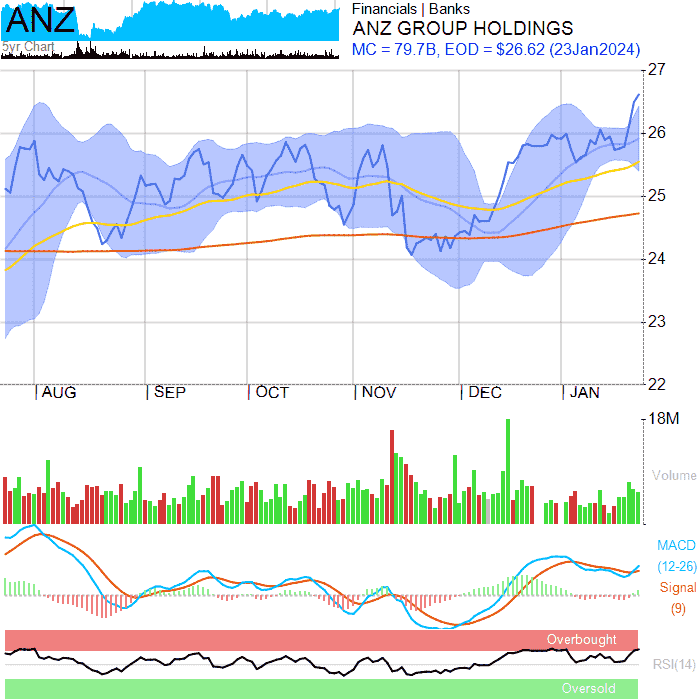 ANZ
5yr Chart
Financials | Banks
ANZ GROUP HOLDINGS
MC = 79.7B, EOD = $26.62 (23Jan2024)
27
26
25
24
23
22
AUG SEP OCT NOV DEC JAN
18M
Volume
MACD
(12-26)
Signal
(9)
Overbought
RSI(14)
Oversold